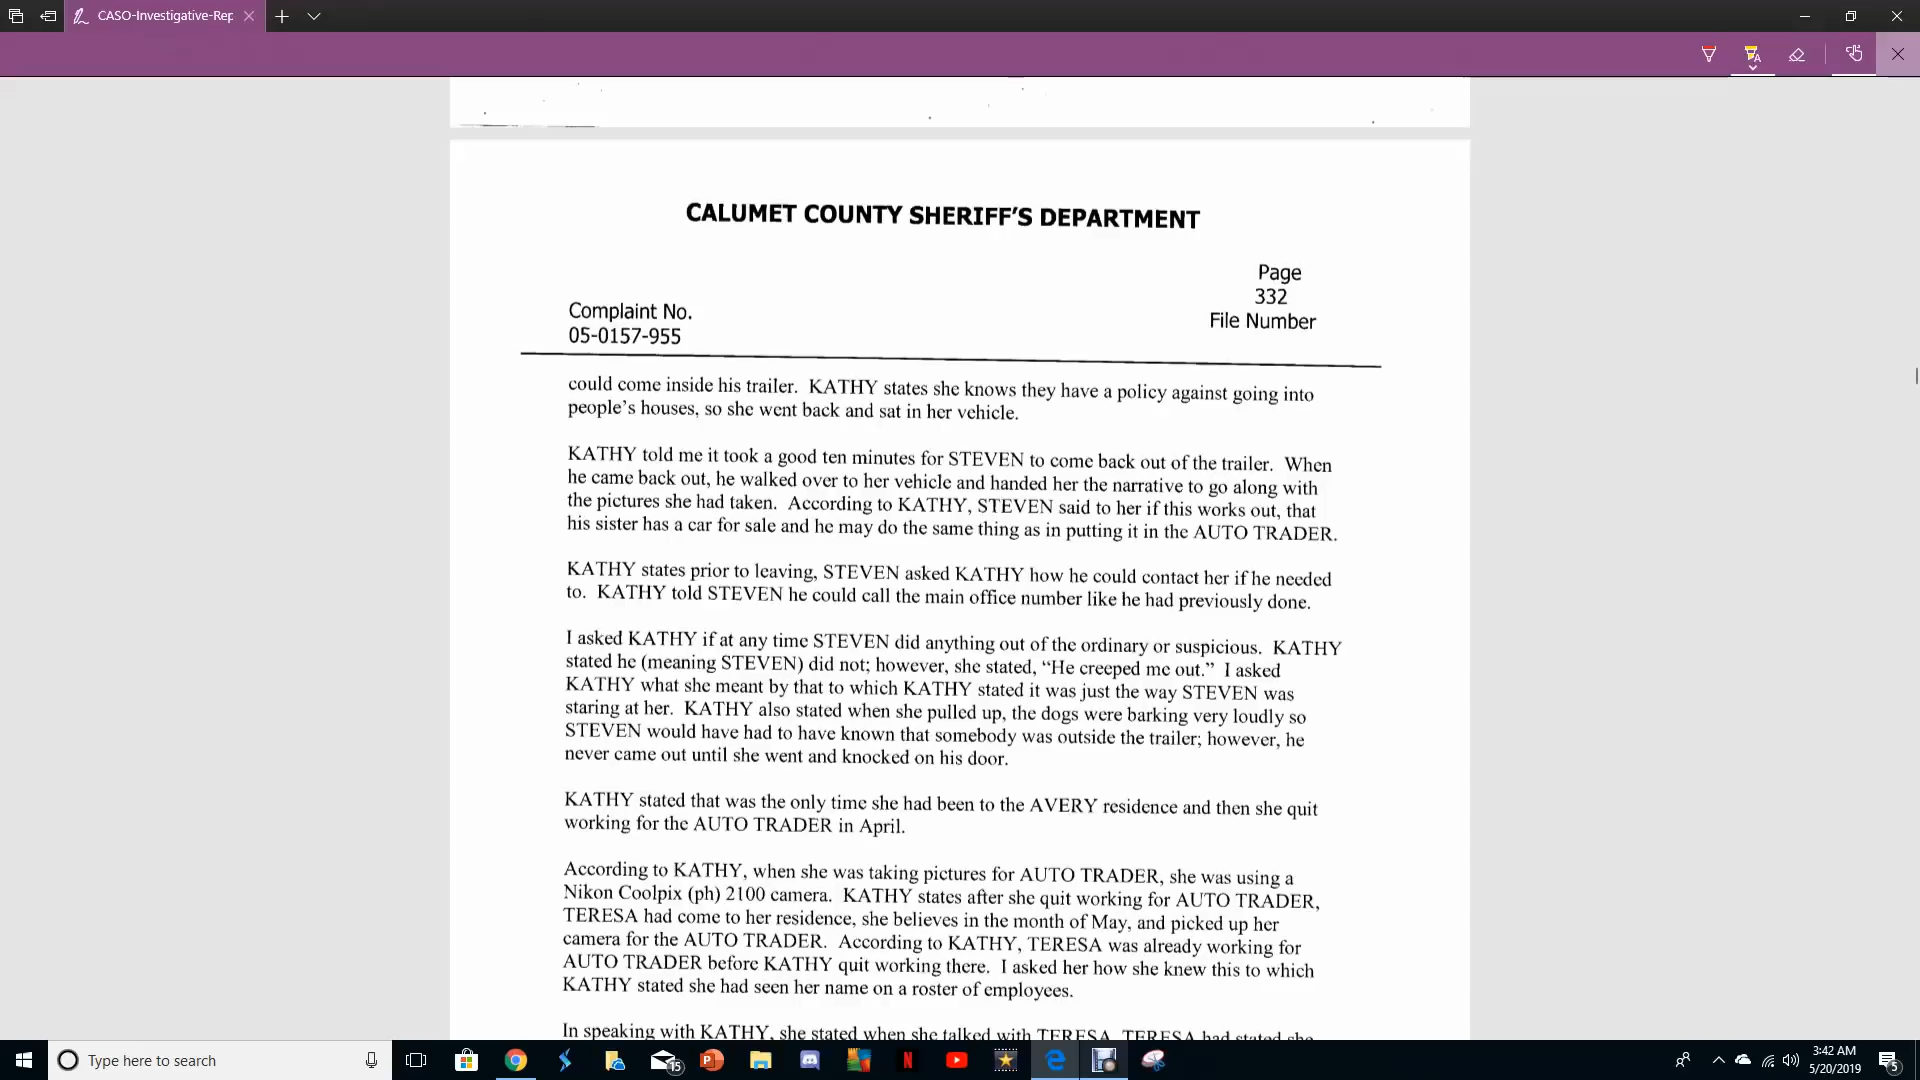 CASO-Investigative-Rep
CALUMET COUNTY SHERIFF'S DEPARTMENT
Page
332
Complaint No.
File Number
05-0157-955
could come inside his trailer. KATHY states she knows they have a policy against going into
people's houses, so she went back and sat in her vehicle.
KATHY told me it took a good ten minutes for STEVEN to come back out of the trailer. When
he came back out, he walked over to her vehicle and handed her the narrative to go along with
the pictures she had taken. According to KATHY, STEVEN said to her if this works out, that
his sister has a car for sale and he may do the same thing as in putting it in the AUTO TRADER.
KATHY states prior to leaving, STEVEN asked KATHY how he could contact her if he needed
to. KATHY told STEVEN he could call the main office number like he had previously done.
I asked KATHY if at any time STEVEN did anything out of the ordinary or suspicious. KATHY
stated he (meaning STEVEN) did not; however, she stated, “He creeped me out.” I asked
KATHY what she meant by that to which KATHY stated it was just the way STEVEN was
staring at her. KATHY also stated when she pulled up, the dogs were barking very loudly so
STEVEN would have had to have known that somebody was outside the trailer; however, he
never came out until she went and knocked on his door.
KATHY stated that was the only time she had been to the AVERY residence and then she quit
working for the AUTO TRADER in April.
According to KATHY, when she was taking pictures for AUTO TRADER, she was using a
Nikon Coolpix (ph) 2100 camera. KATHY states after she quit working for AUTO TRADER,
TERESA had come to her residence, she believes in the month of May, and picked up her
camera for the AUTO TRADER. According to KATHY, TERESA was already working for
AUTO TRADER before KATHY quit working there. I asked her how she knew this to which
KATHY stated she had seen her name on a roster of employees.
In speaking with KATHY, she stated when she talked with TERESA, TERESA had stated she
Type here to search
15
3:42 AM
5/20/2019
5